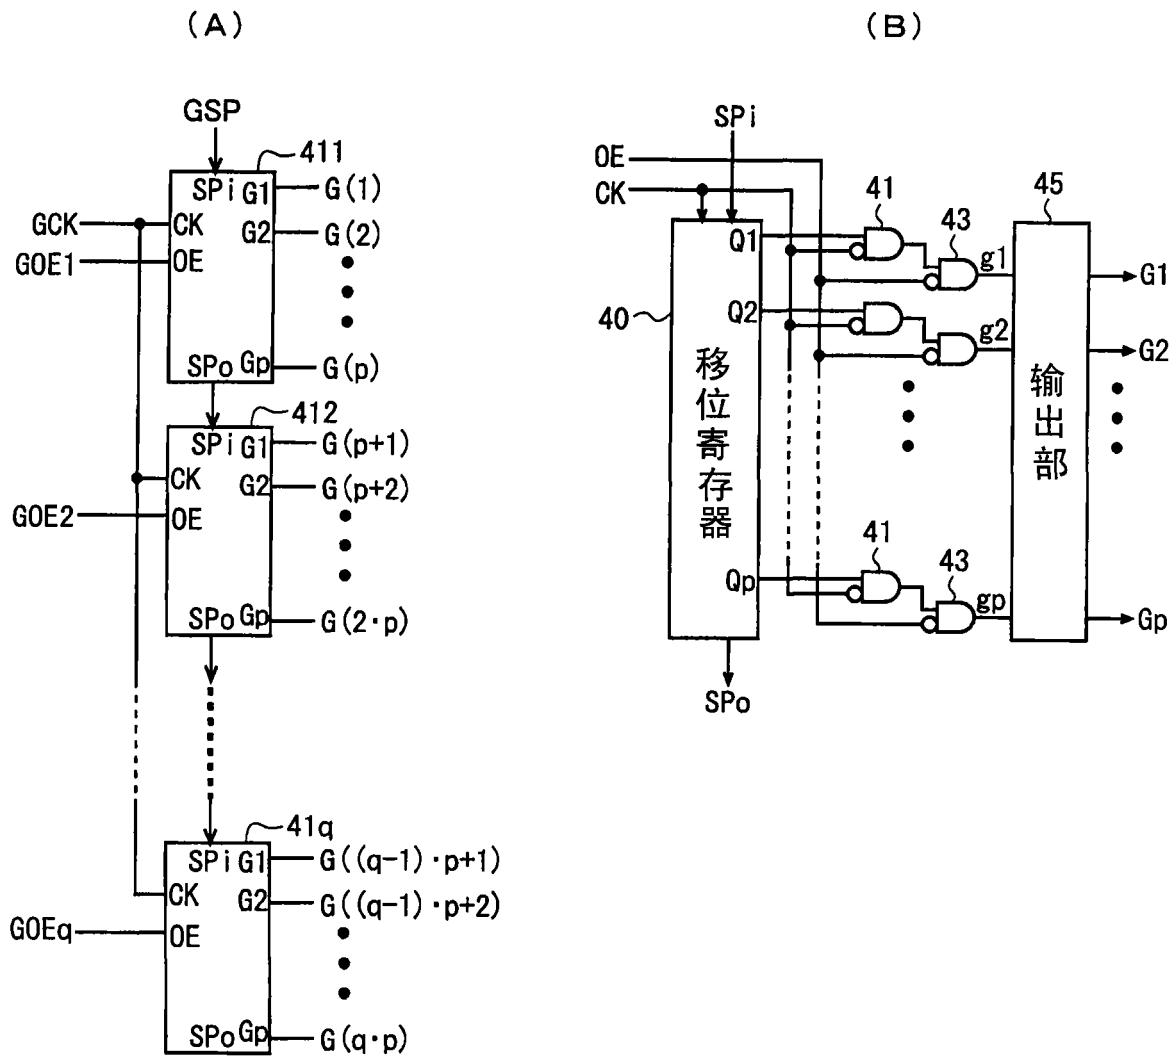 (A)
GSP
411
SPi G1 G(1)
GCK CK G2 G(2)
GOE1 OE
SPo Gp G(p)
412
SPi G1 G(p+1)
CK G2 G(p+2)
GOE2 OE
SPo Gp G(2·p)
41q
SPi G1 G((q-1)·p+1)
CK G2 G((q-1)·p+2)
GOEq OE
SPo Gp G(q·p)
(B)
SPi
OE
CK
41
43
45
Q1
g1
G1
40
Q2
g2
G2
移位寄存器
输出部
41
43
Qp
gp
Gp
SPo